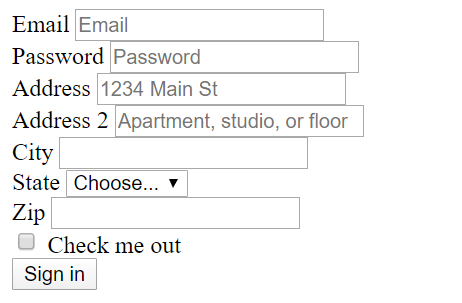 Email Email
Password Password
Address 1234 Main St
Address 2 Apartment, studio, or floor
City
State Choose...
Zip
Check me out
Sign in